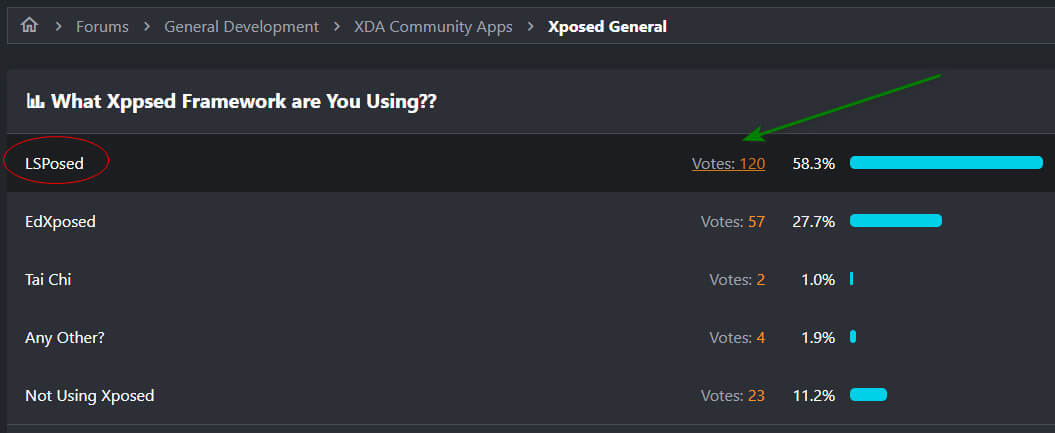 Forums > General Development > XDA Community Apps > Xposed General
What Xppsed Framework are You Using??
LSPosed Votes: 120 58.3%
EdXposed Votes: 57 27.7%
Tai Chi Votes: 2 1.0%
Any Other? Votes: 4 1.9%
Not Using Xposed Votes: 23 11.2%